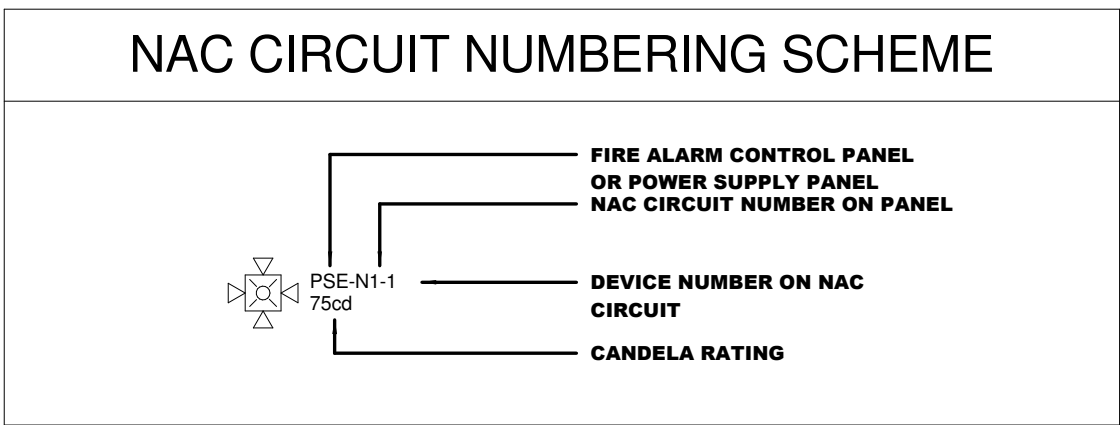 NAC CIRCUIT NUMBERING SCHEME
FIRE ALARM CONTROL PANEL
OR POWER SUPPLY PANEL
NAC CIRCUIT NUMBER ON PANEL
PSE-N1-1
75cd
DEVICE NUMBER ON NAC
CIRCUIT
CANDELA RATING